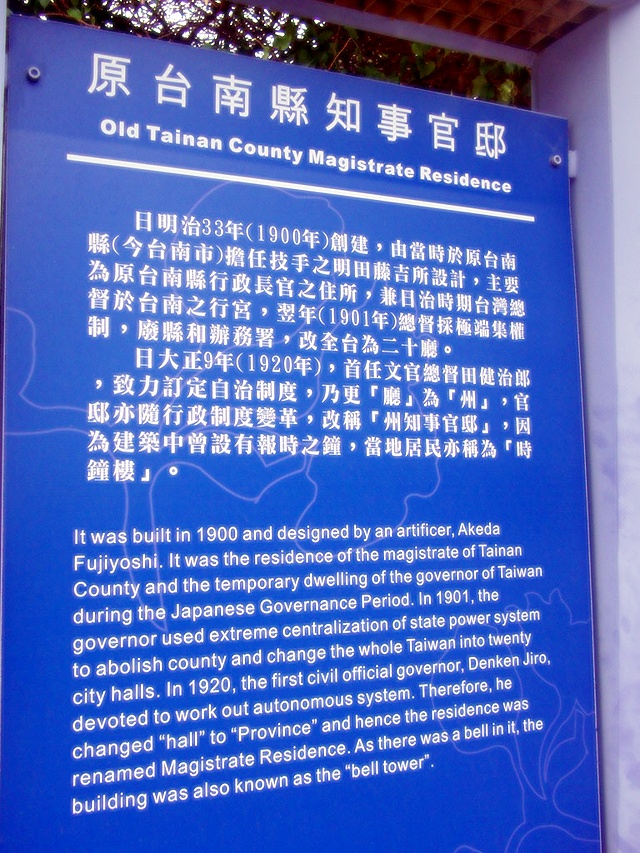 原台南縣知事官邸
Old Tainan County Magistrate Residence
日明治33年(1900年)創建，由當時於原台南
縣(今台南市)擔任技手之明田藤吉所設計，主要
為原台南縣行政長官之住所，兼日治時期台灣總
督於台南之行宮，翌年(1901年)總督採極端集權
制，廢縣和辦務署，改全台為二十廳。
日大正9年(1920年)，首任文官總督田健治郎
，致力訂定自治制度，乃更「廳」為「州」，官
邸亦隨行政制度變革，改稱「州知事官邸」，因
為建築中曾設有報時之鐘，當地居民亦稱為「時
鐘樓」。
It was built in 1900 and designed by an artificer, Akeda
Fujiyoshi. It was the residence of the magistrate of Tainan
County and the temporary dwelling of the governor of Taiwan
during the Japanese Governance Period. In 1901, the
governor used extreme centralization of state power system
to abolish county and change the whole Taiwan into twenty
city halls. In 1920, the first civil official governor, Denken Jiro,
devoted to work out autonomous system. Therefore, he
changed “hall” to “Province” and hence the residence was
renamed Magistrate Residence. As there was a bell in it, the
building was also known as the “bell tower”.